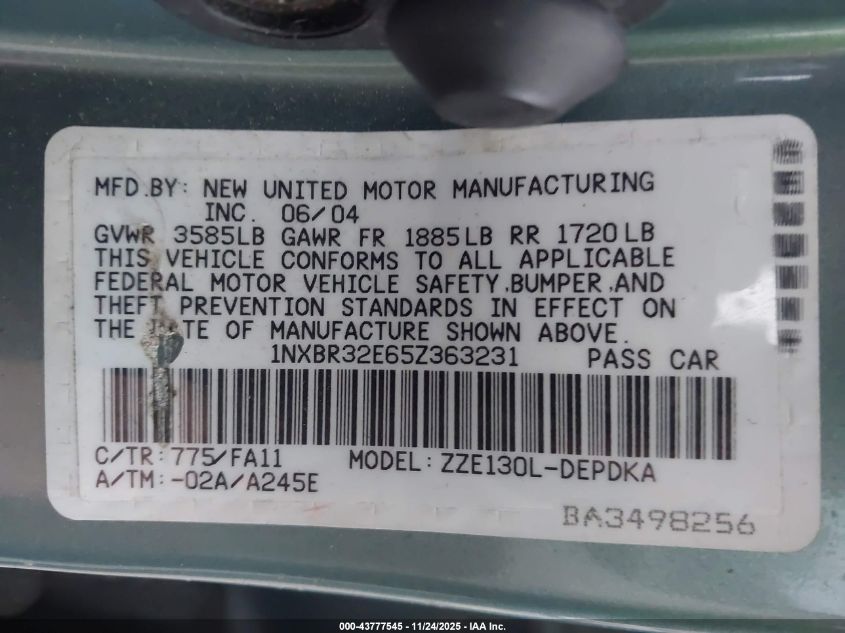 MFD.BY: NEW UNITED MOTOR MANUFACTURING
INC. 06/04
GVWR 3585LB GAWR FR 1885LB RR 1720LB
THIS VEHICLE CONFORMS TO ALL APPLICABLE
FEDERAL MOTOR VEHICLE SAFETY,BUMPER,AND
THEFT PREVENTION STANDARDS IN EFFECT ON
THE OF MANUFACTURE SHOWN ABOVE.
1NXBR32E65Z363231 PASS CAR
C/TR: 775/FA11 MODEL: ZZE130L-DEPDKA
A/TM: -02A/A245E
BA3498256
000-43777545 - 11/24/2025 - IAA Inc.